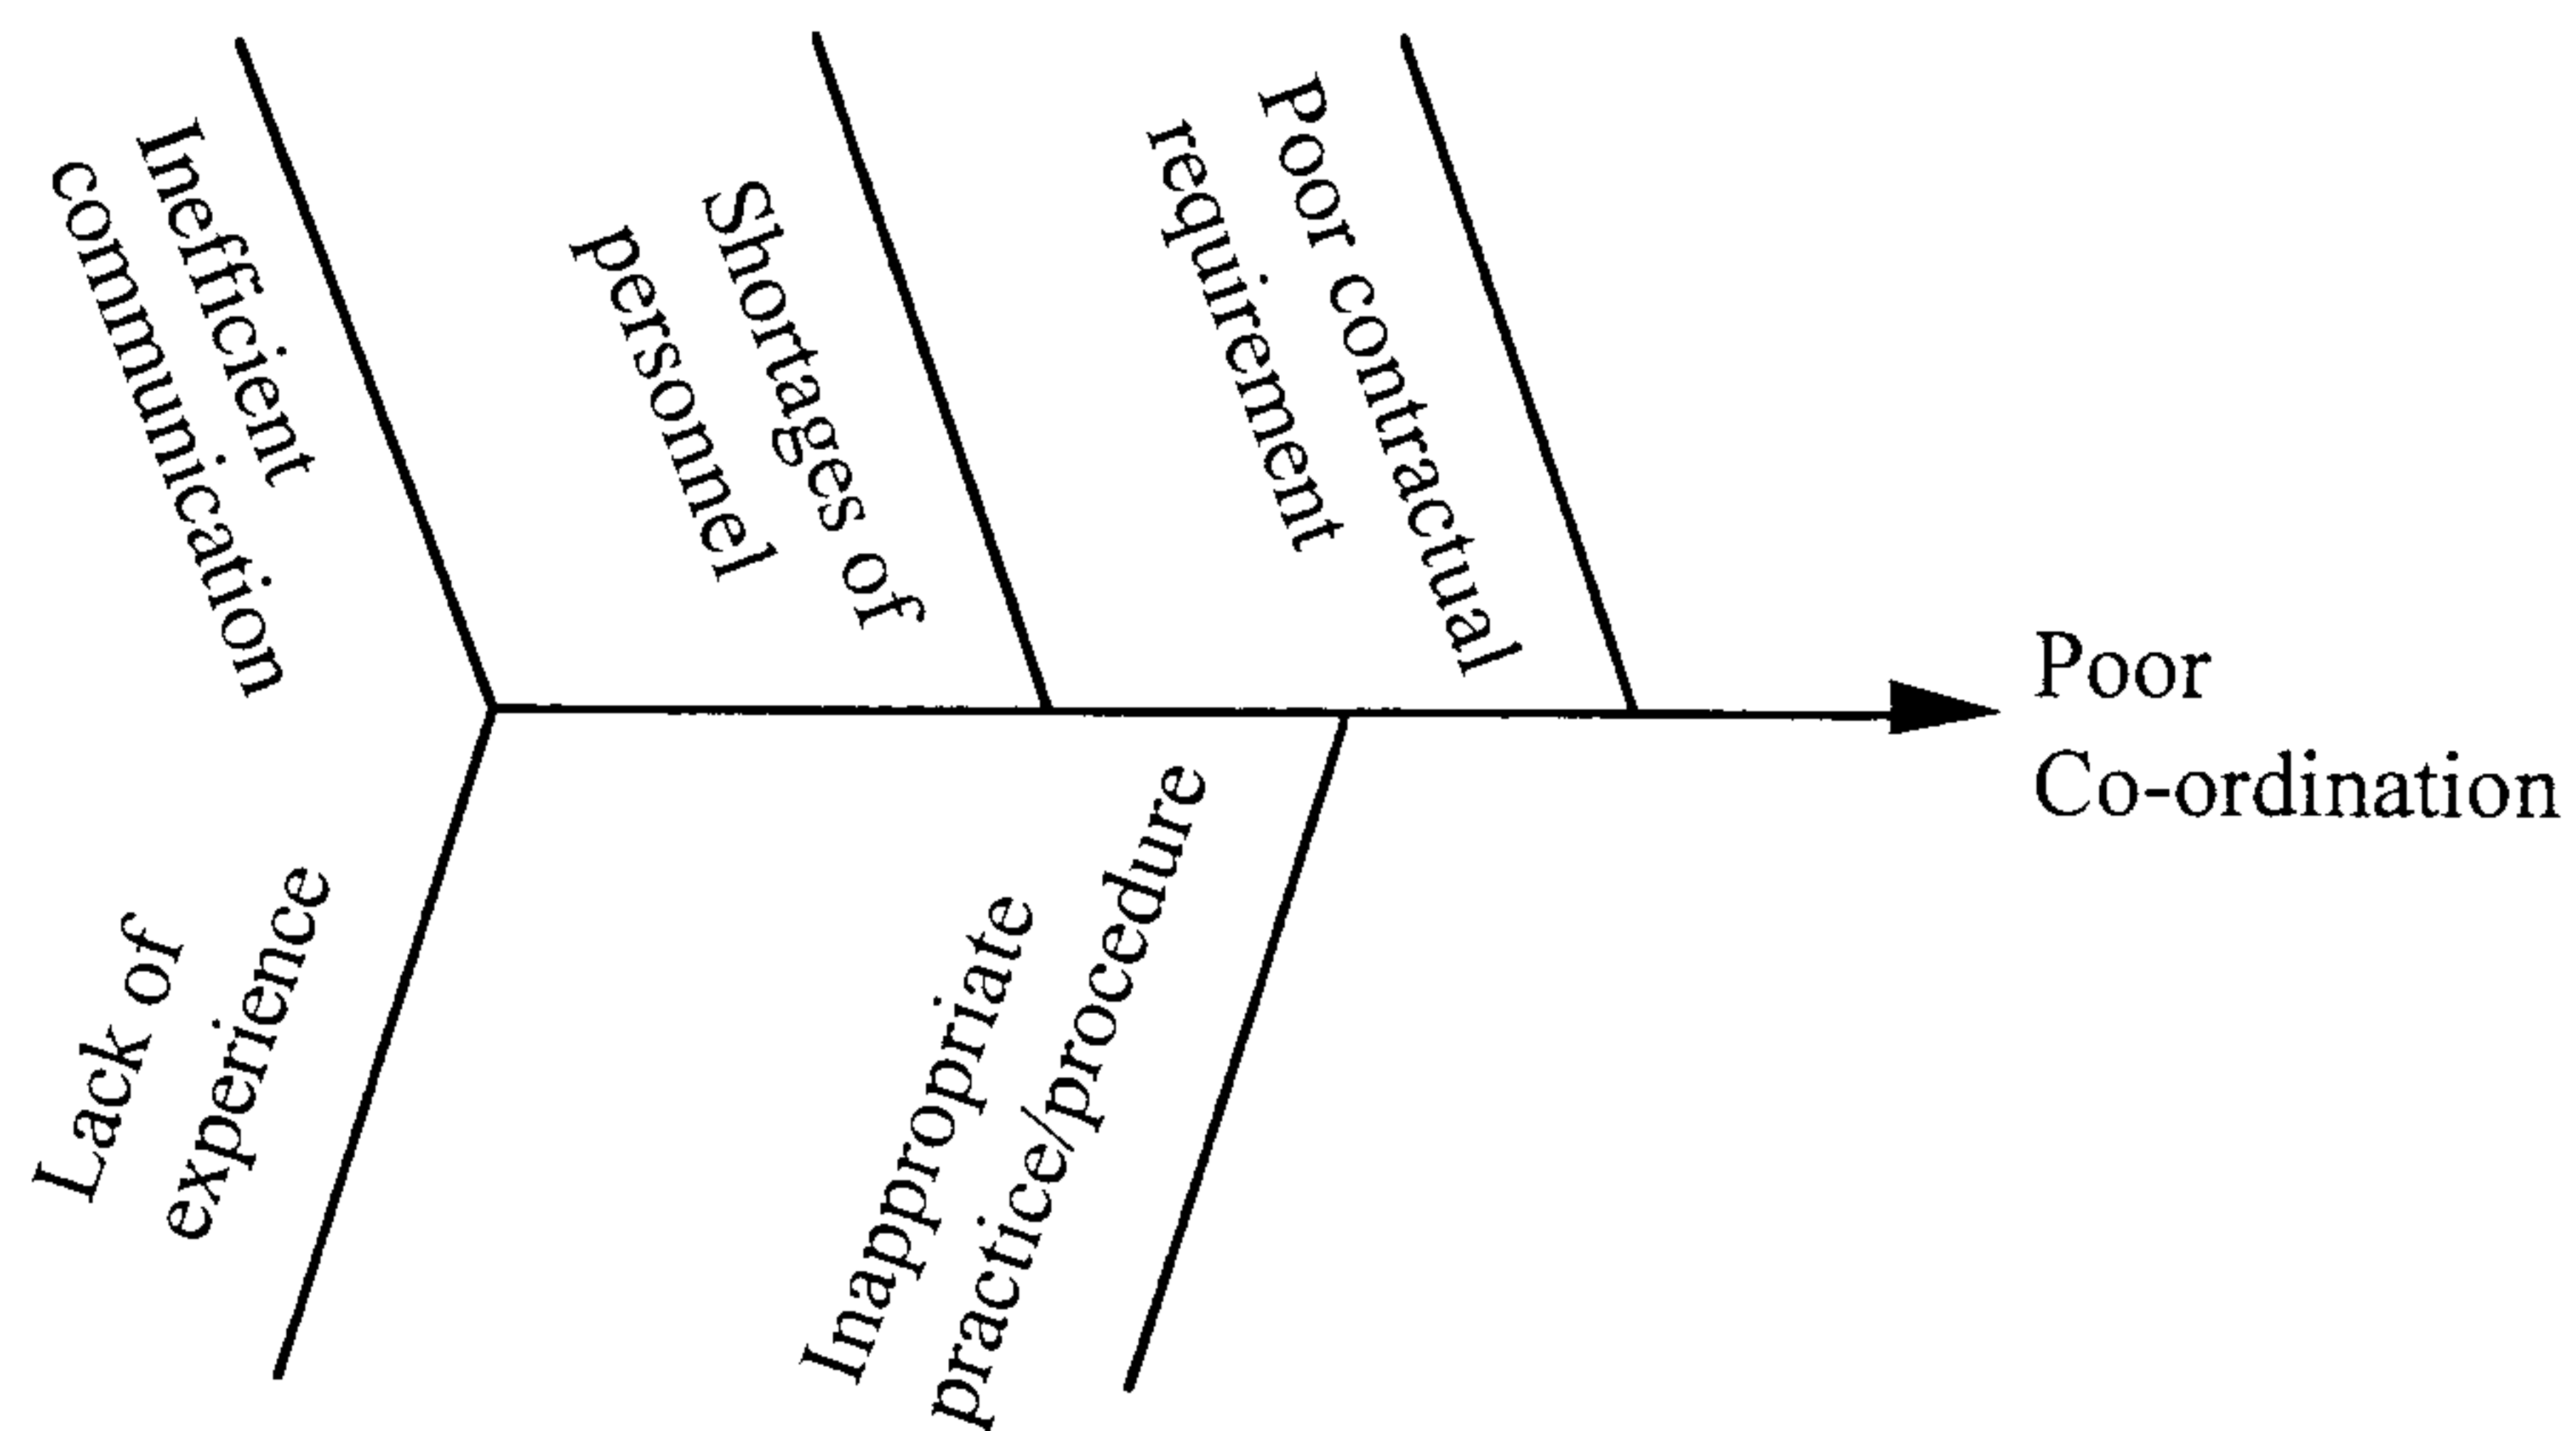 Inefficient
communication
Shortages of
personnel
Poor contractual
requirement
Poor
Co-ordination
Lack of
experience
Inappropriate
practice/procedure